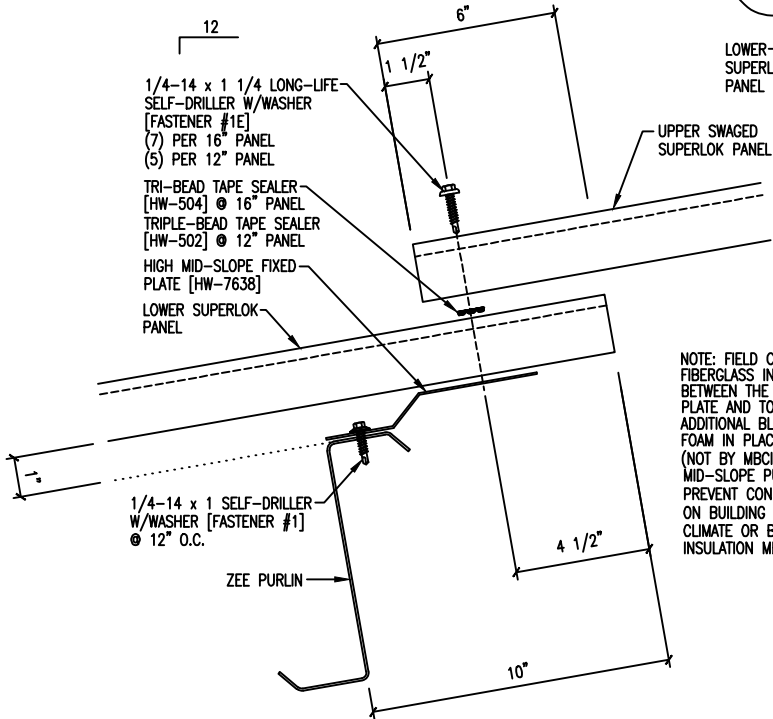 12
6"
1 1/2"
LOWER-
SUPERL
PANEL
1/4-14 x 1 1/4 LONG-LIFE
SELF-DRILLER W/WASHER
[FASTENER #1E]
(7) PER 16" PANEL
(5) PER 12" PANEL
UPPER SWAGED
SUPERLOK PANEL
TRI-BEAD TAPE SEALER
[HW-504] @ 16" PANEL
TRIPLE-BEAD TAPE SEALER
[HW-502] @ 12" PANEL
HIGH MID-SLOPE FIXED
PLATE [HW-7638]
LOWER SUPERLOK
PANEL
NOTE: FIELD C
FIBERGLASS IN
BETWEEN THE
PLATE AND TO
ADDITIONAL BL
FOAM IN PLAC
(NOT BY MBCI
MID-SLOPE PU
PREVENT CON
ON BUILDING
CLIMATE OR B
INSULATION M
1"
1/4-14 x 1 SELF-DRILLER
W/WASHER [FASTENER #1]
@ 12" O.C.
4 1/2"
ZEE PURLIN
10"